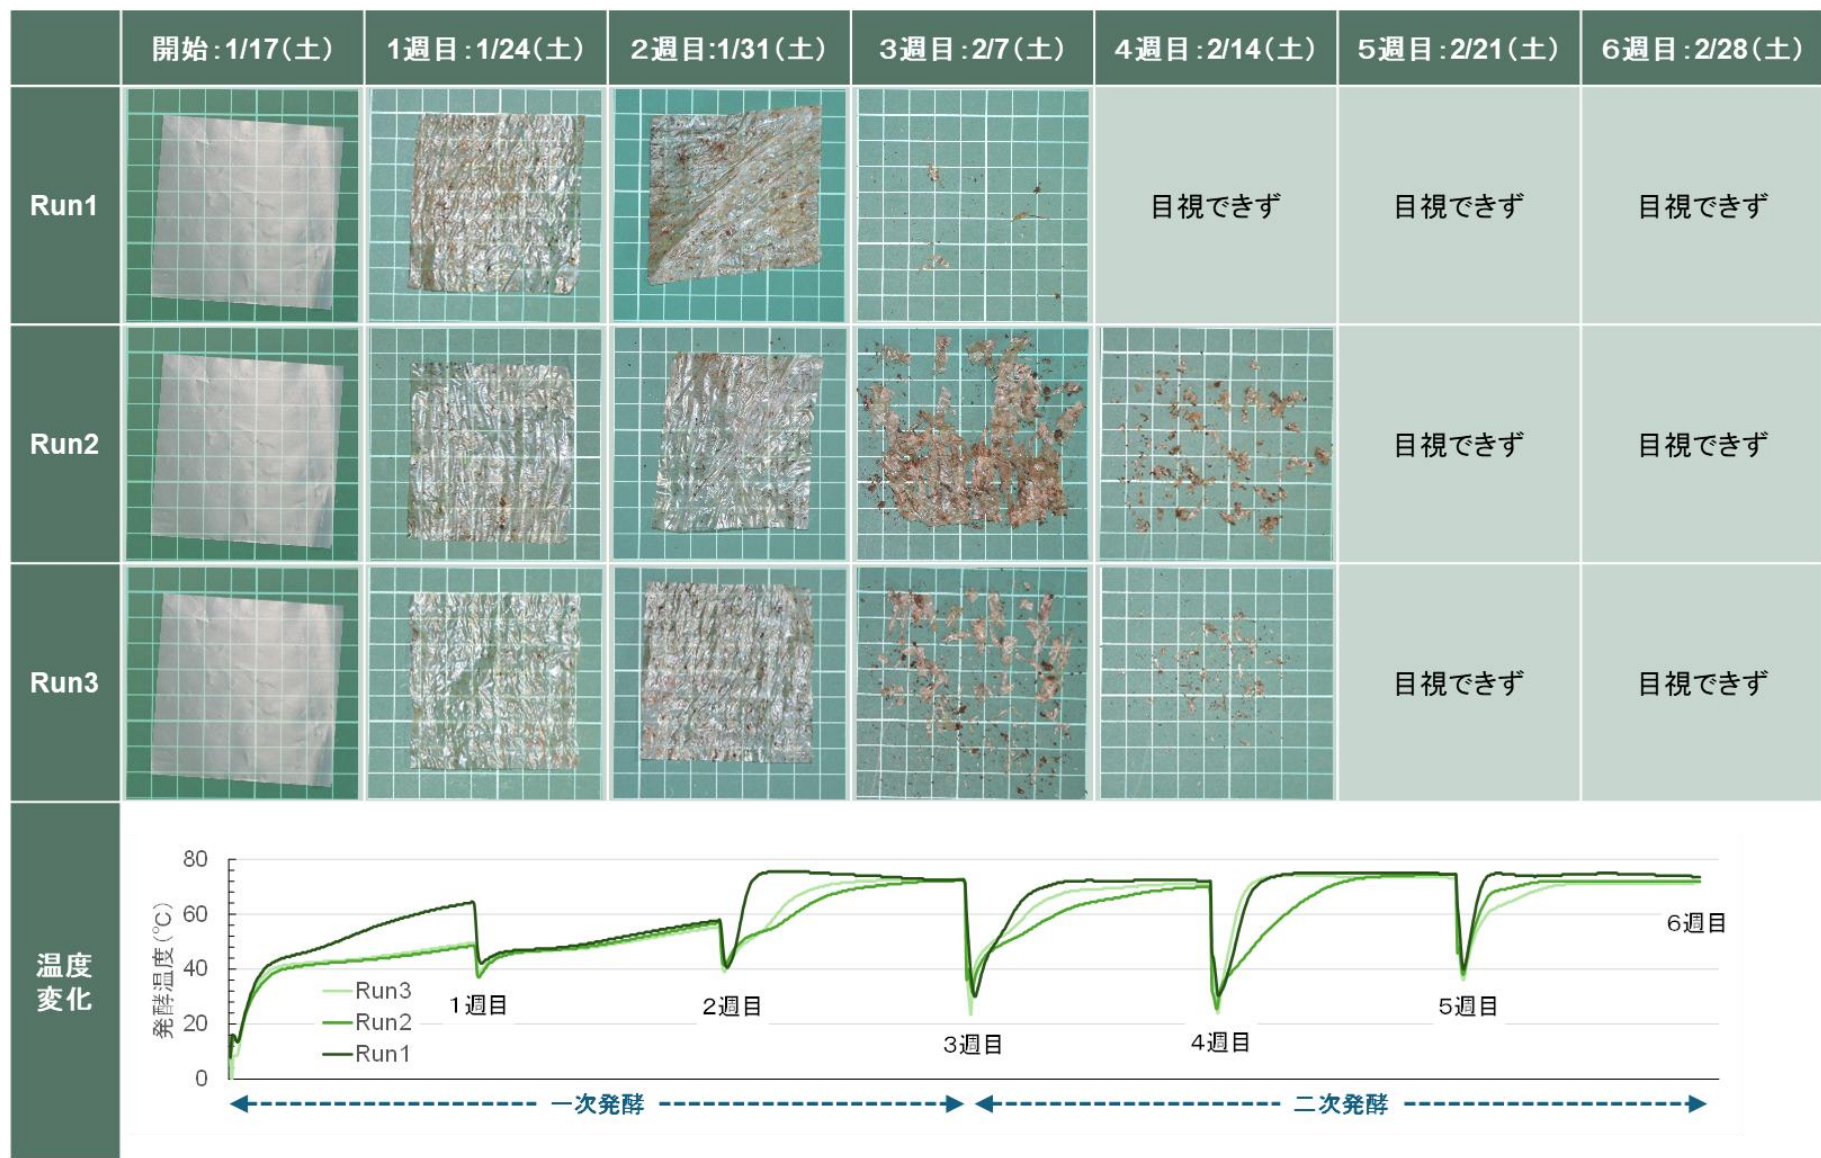 開始:1/17(土)
1週目:1/24(土)
2週目:1/31(土)
3週目:2/7(土)
4週目:2/14(土)
5週目:2/21(土)
6週目:2/28(土)
Run1
目視できず
目視できず
目視できず
Run2
目視できず
目視できず
Run3
目視できず
目視できず
温度
変化
発酵温度(℃)
80
60
40
20
0
Run3
Run2
Run1
1週目
2週目
3週目
4週目
5週目
6週目
一次発酵
二次発酵